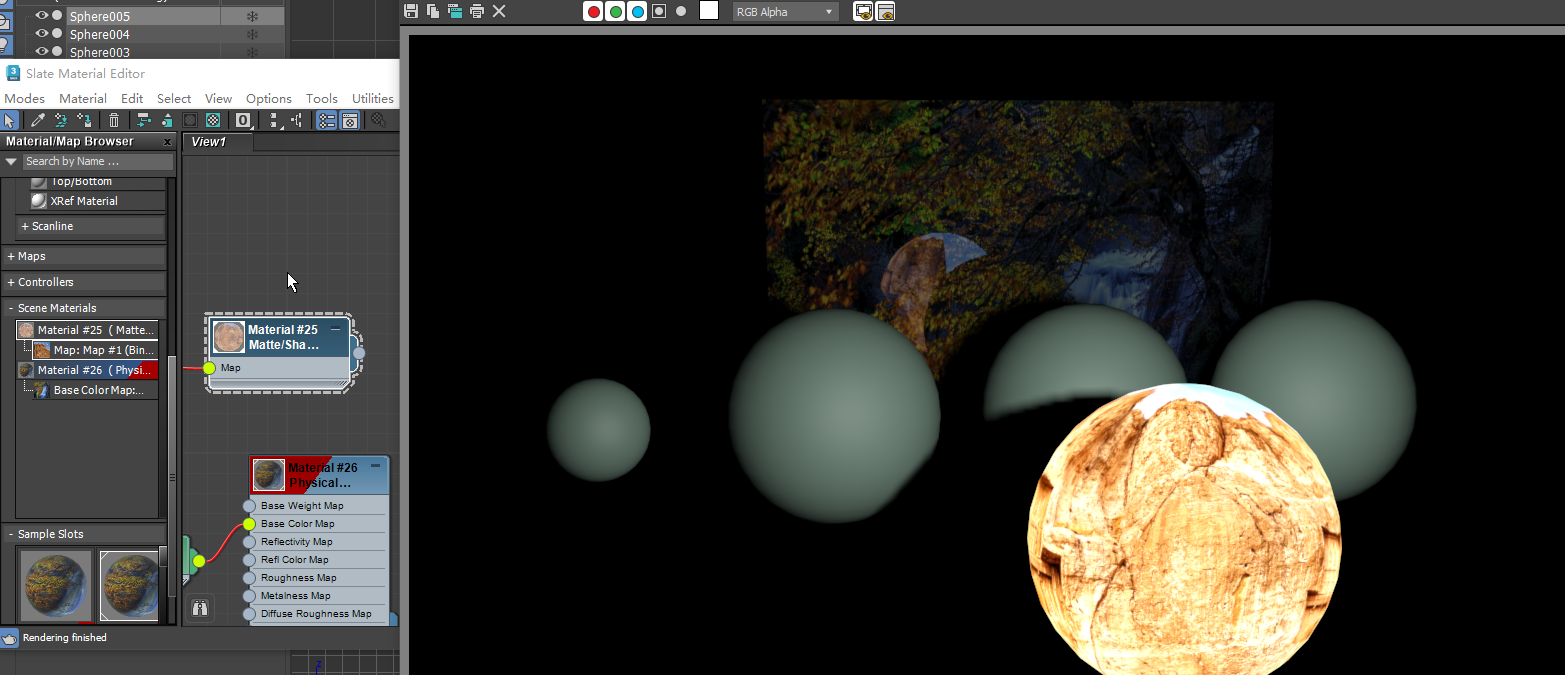 Sphere005
Sphere004
Sphere003
RGB Alpha
3
Slate Material Editor
Modes Material Edit Select View Options Tools Utilities
0
Material/Map Browser x
View1
Search by Name ...
Top/Bottom
XRef Material
+ Scanline
+ Maps
+ Controllers
- Scene Materials
Material #25 ( Matte...
Map: Map #1 (Bin...
Material #26 ( Physi...
Base Color Map:...
Material #25
Matte/Sha...
Map
Material #26
Physical...
Base Weight Map
Base Color Map
Reflectivity Map
Refl Color Map
Roughness Map
Metalness Map
Diffuse Roughness Map
- Sample Slots
Rendering finished
z